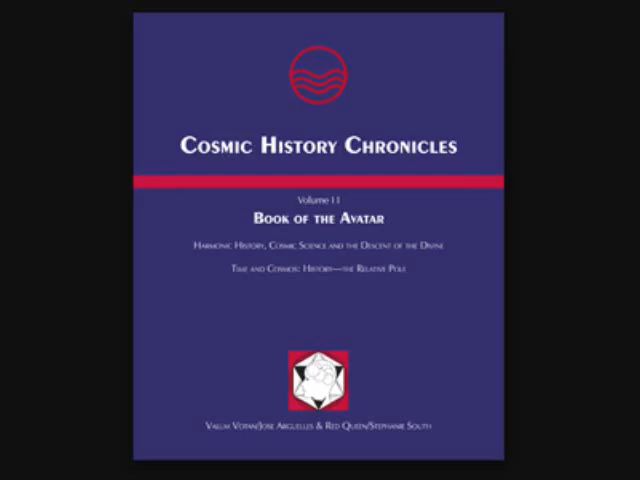 Cosmic History Chronicles
Volume II
Book of the Avatar
Harmonic History, Cosmic Science and the Descent of the Divine
Time and Cosmos: History—the Relative Pole
Valum Votan/Jose Arguelles & Red Queen/Stephanie South